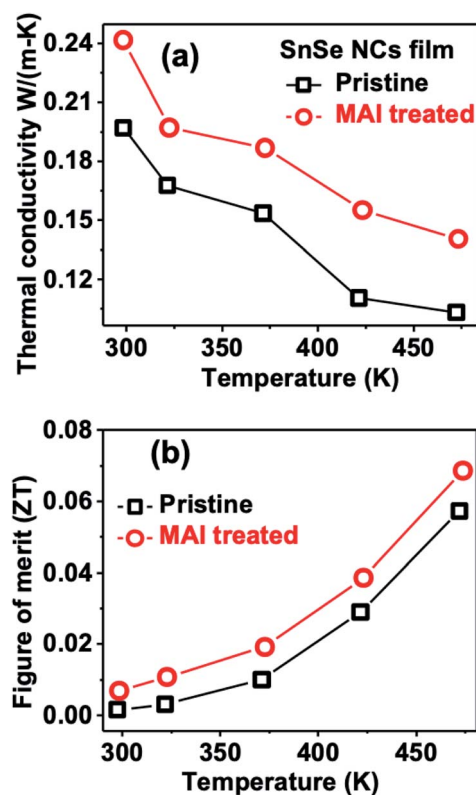 (a)
SnSe NCs film
Pristine
MAI treated
Thermal conductivity W/(m-K)
0.24
0.21
0.18
0.15
0.12
300 350 400 450
Temperature (K)
(b)
Pristine
MAI treated
Figure of merit (ZT)
0.08
0.06
0.04
0.02
0.00
300 350 400 450
Temperature (K)